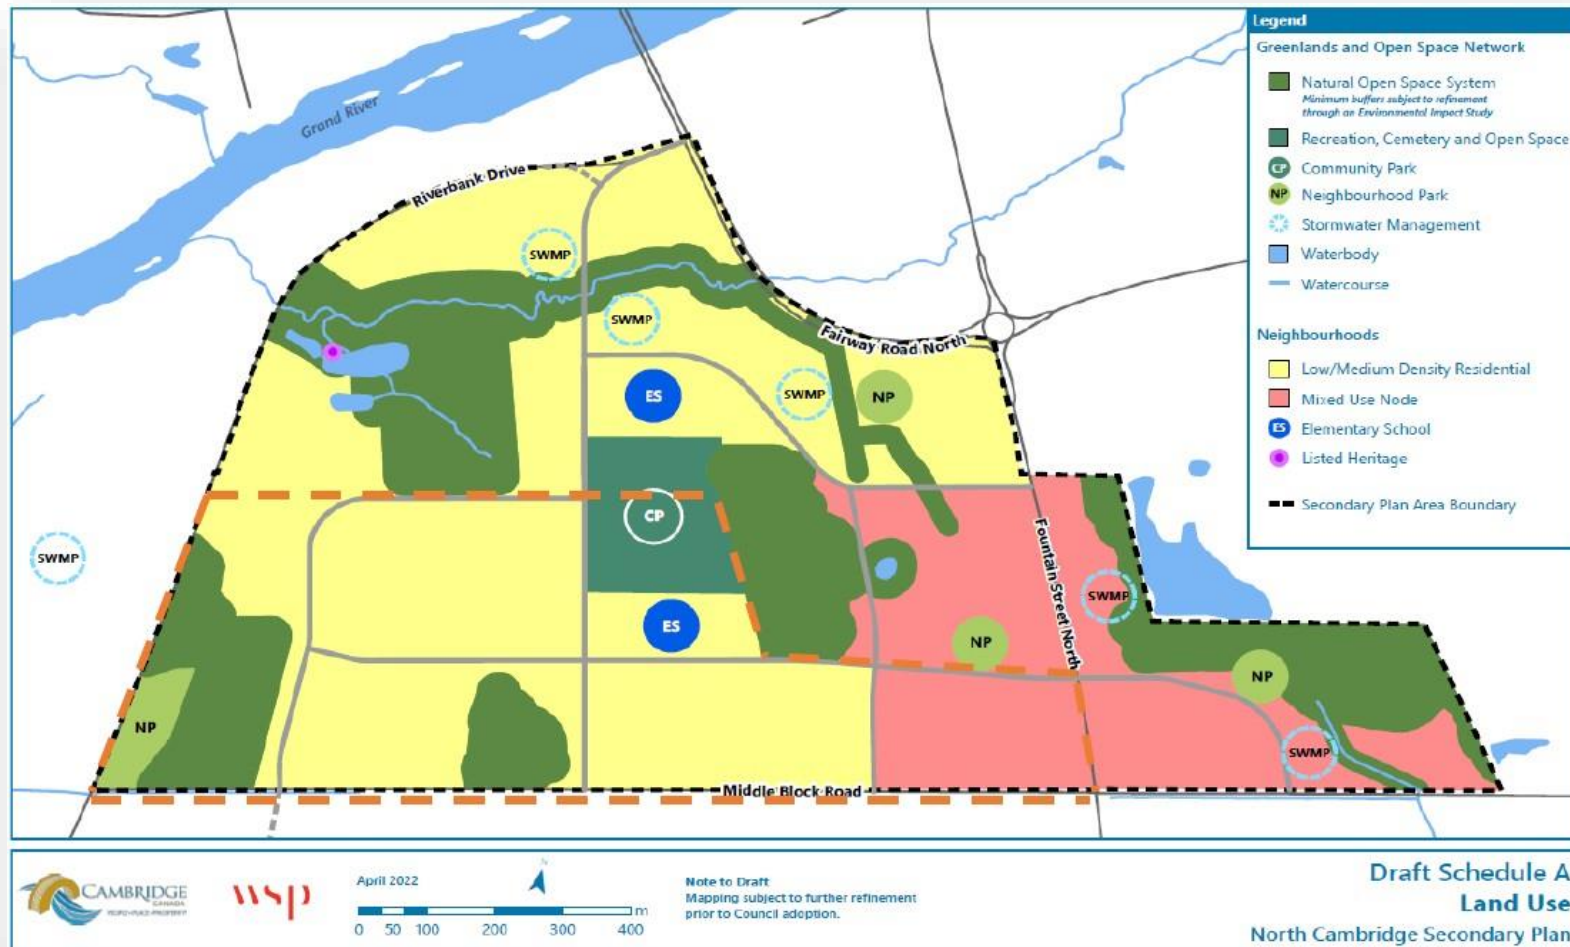 Grand River
Riverbank Drive
SWMP
SWMP
Fairway Road North
SWMP
NP
ES
CP
SWMP
Fountain Street North
SWMP
ES
NP
NP
NP
SWMP
Middle Block Road
Legend
Greenlands and Open Space Network
Natural Open Space System
Minimum buffers subject to refinement
through an Environmental Impact Study
Recreation, Cemetery and Open Space
CP Community Park
NP Neighbourhood Park
Stormwater Management
Waterbody
Watercourse
Neighbourhoods
Low/Medium Density Residential
Mixed Use Node
ES Elementary School
Listed Heritage
Secondary Plan Area Boundary
CAMBRIDGE
CANADA
wsp
April 2022
N
m
0 50 100 200 300 400
Note to Draft
Mapping subject to further refinement
prior to Council adoption.
Draft Schedule A
Land Use
North Cambridge Secondary Plan